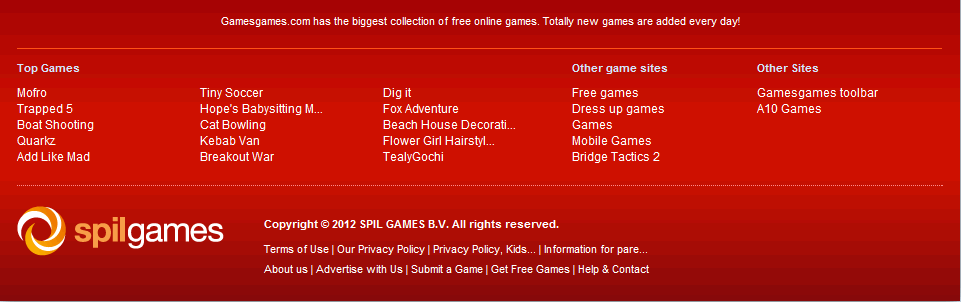 Gamesgames.com has the biggest collection of free online games. Totally new games are added every day!
Top Games
Mofro
Trapped 5
Boat Shooting
Quarkz
Add Like Mad
Tiny Soccer
Hope's Babysitting M...
Cat Bowling
Kebab Van
Breakout War
Dig it
Fox Adventure
Beach House Decorati...
Flower Girl Hairstyl...
TealyGochi
Other game sites
Free games
Dress up games
Games
Mobile Games
Bridge Tactics 2
Other Sites
Gamesgames toolbar
A10 Games
spilgames
Copyright © 2012 SPIL GAMES B.V. All rights reserved.
Terms of Use | Our Privacy Policy | Privacy Policy, Kids... | Information for pare...
About us | Advertise with Us | Submit a Game | Get Free Games | Help & Contact